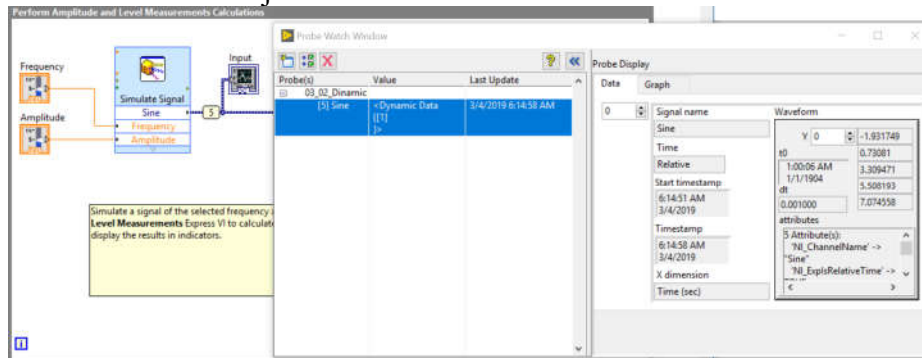 Perform Amplitude and Level Measurements Calculations
Probe Watch Window
Frequency
Amplitude
Simulate Signal
Sine
Frequency
Amplitude
5
Input
Probe(s) Value Last Update
03_02_Dinamic
[5] Sine <Dynamic Data 3/4/2019 6:14:58 AM
([1]
)>
Simulate a signal of the selected frequency
Level Measurements Express VI to calculate
display the results in indicators.
i
Probe Display
Data Graph
0
Signal name
Sine
Time
Relative
Start timestamp
6:14:51 AM
3/4/2019
Timestamp
6:14:58 AM
3/4/2019
X dimension
Time (sec)
Waveform
Y 0 -1.931749
t0 0.73081
1:00:06 AM 3.309471
1/1/1904
dt 5.508193
0.001000 7.074558
attributes
5 Attribute(s):
'NI_ChannelName' ->
"Sine"
'NI_ExpIsRelativeTime' ->